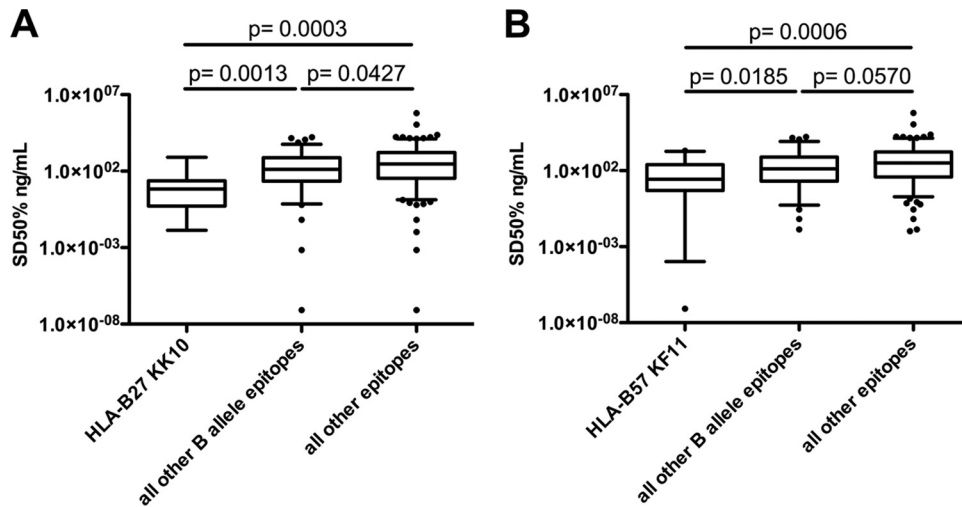 A
p= 0.0003
p= 0.0013
p= 0.0427
1.0×10^07
1.0×10^02
1.0×10^-03
1.0×10^-08
SD50% ng/mL
HLA-B27 KK10
all other B allele epitopes
all other epitopes
B
p= 0.0006
p= 0.0185
p= 0.0570
1.0×10^07
1.0×10^02
1.0×10^-03
1.0×10^-08
SD50% ng/mL
HLA-B57 KF11
all other B allele epitopes
all other epitopes